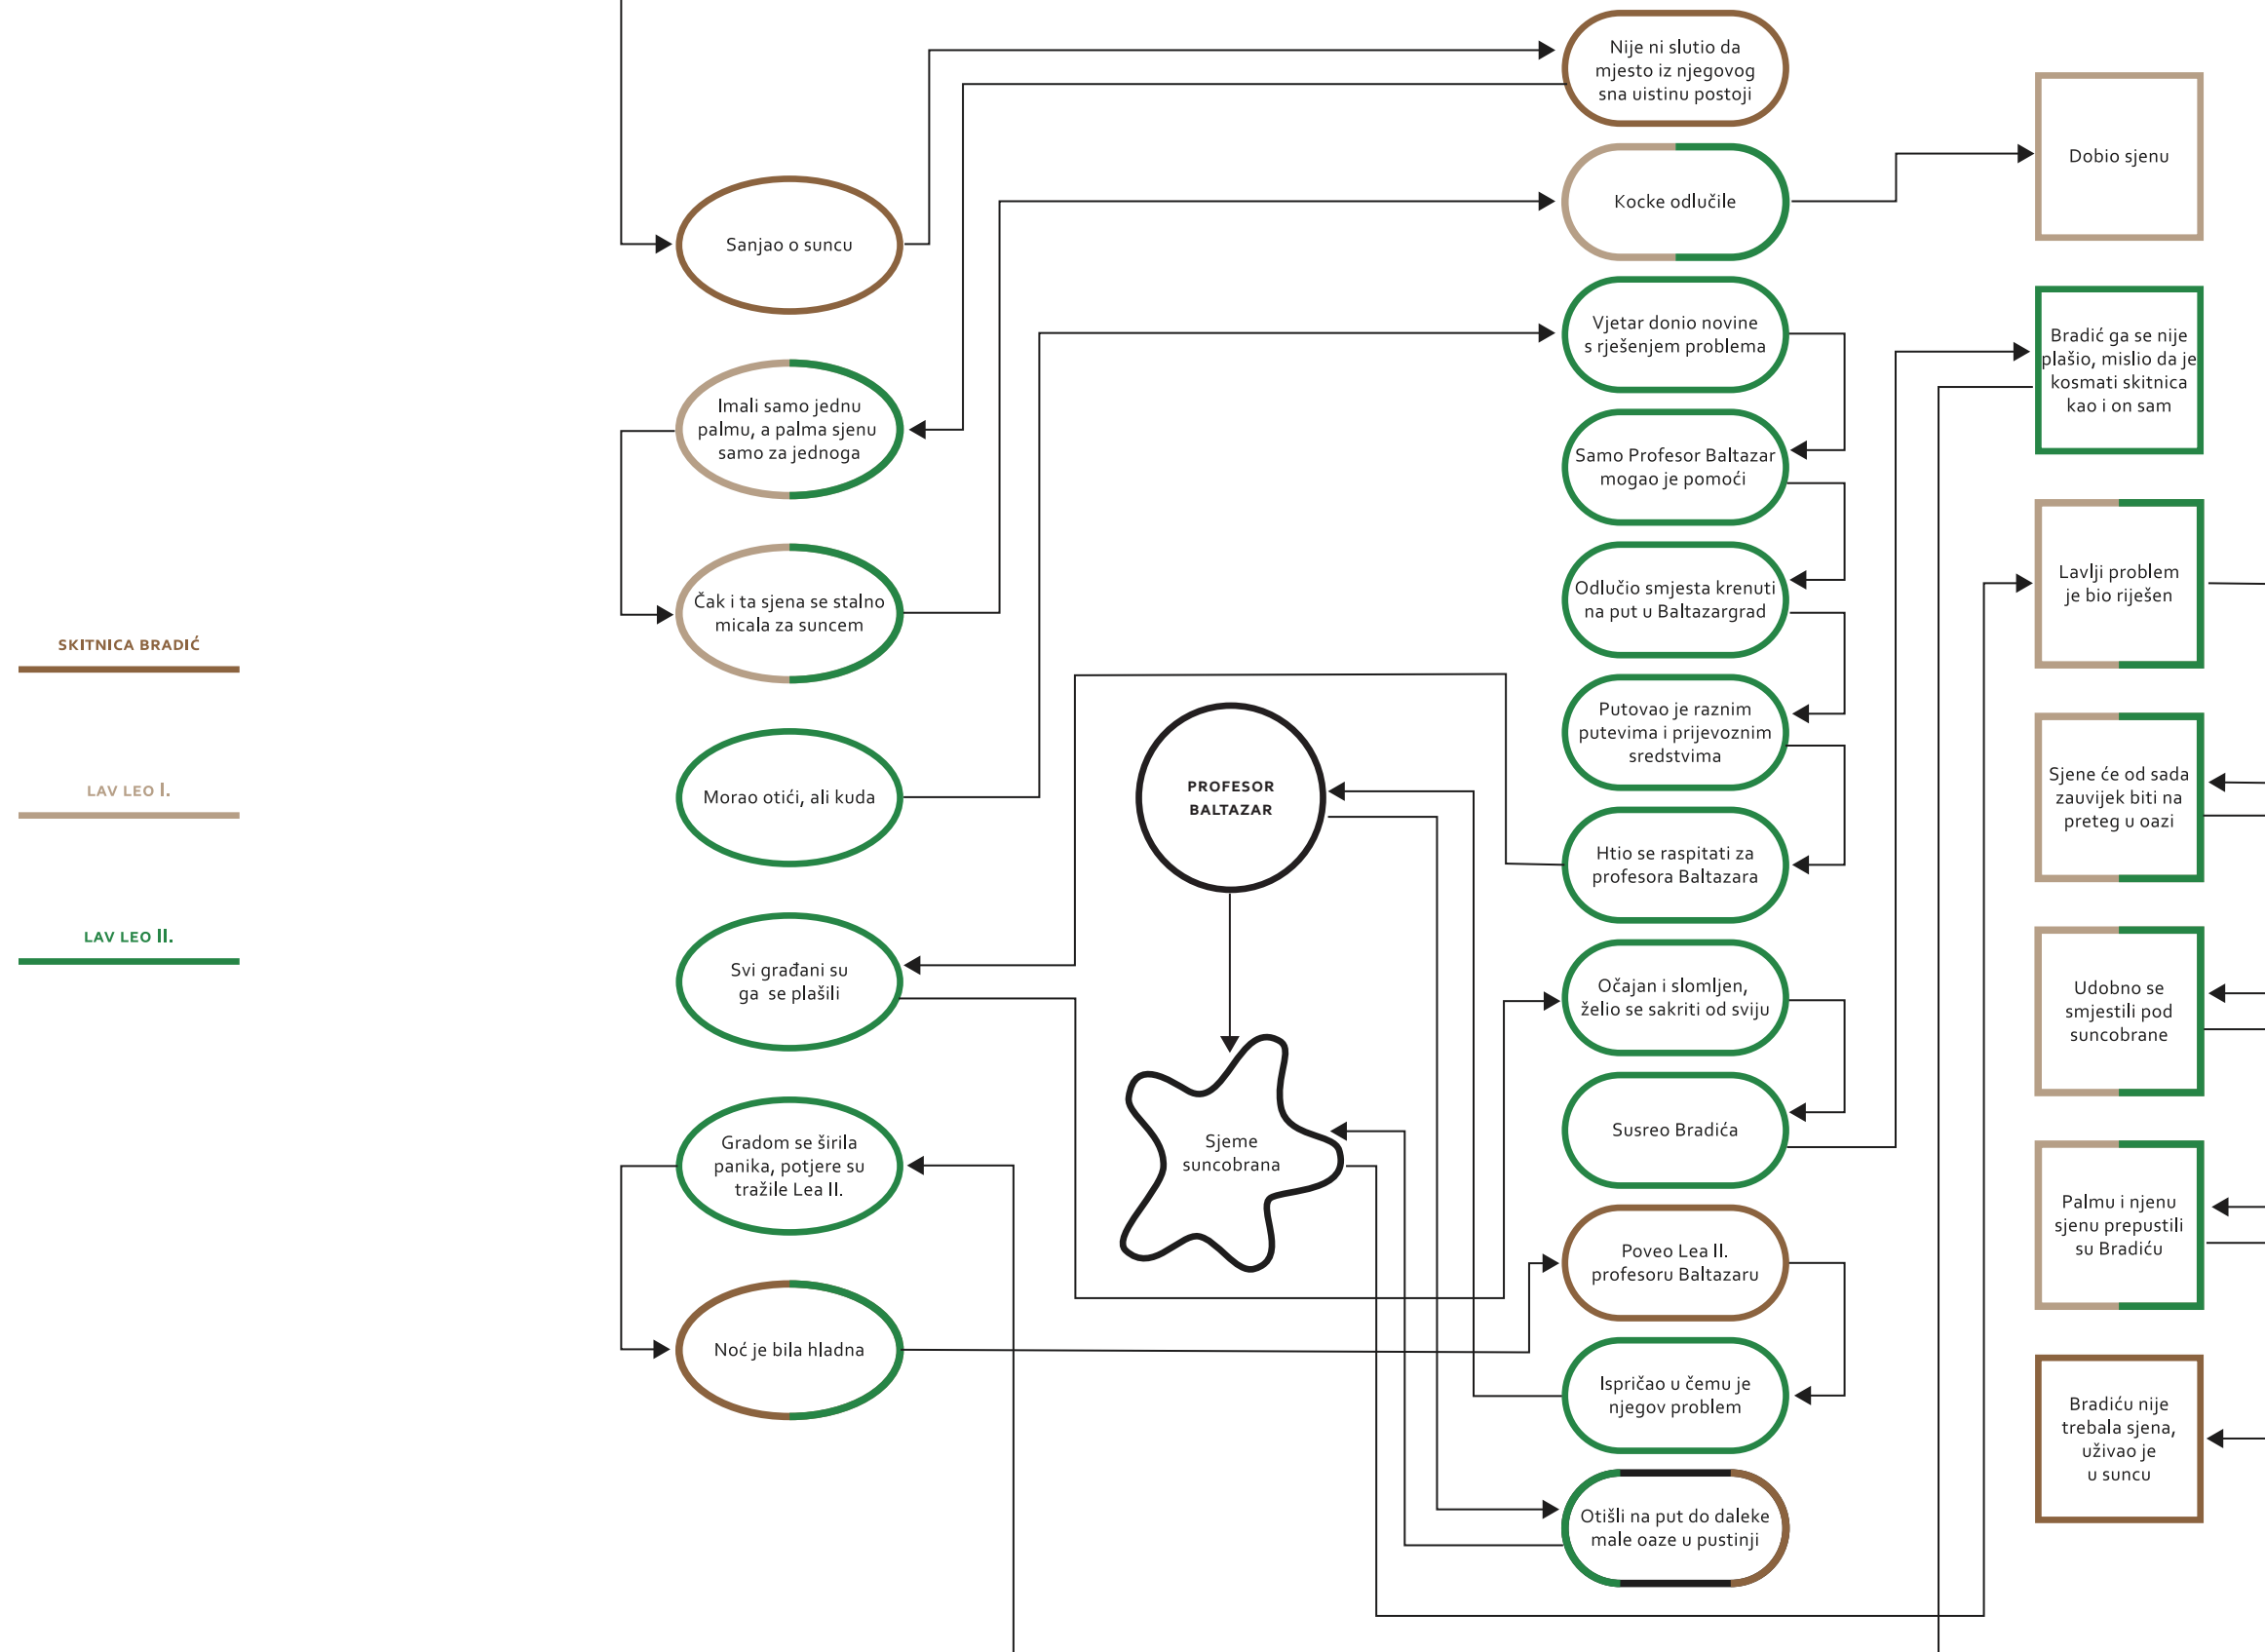 SKITNICA BRADIĆ
LAV LEO I.
LAV LEO II.
Sanjao o suncu
Imali samo jednu
palmu, a palma sjenu
samo za jednoga
Čak i ta sjena se stalno
micala za suncem
Morao otići, ali kuda
Svi građani su
ga  se plašili
Gradom se širila
panika, potjere su
tražile Lea II.
Noć je bila hladna
PROFESOR
BALTAZAR
Sjeme
suncobrana
Nije ni slutio da
mjesto iz njegovog
sna uistinu postoji
Kocke odlučile
Vjetar donio novine
s rješenjem problema
Samo Profesor Baltazar
mogao je pomoći
Odlučio smjesta krenuti
na put u Baltazargrad
Putovao je raznim
putevima i prijevoznim
sredstvima
Htio se raspitati za
profesora Baltazara
Očajan i slomljen,
želio se sakriti od sviju
Susreo Bradića
Poveo Lea II.
profesoru Baltazaru
Ispričao u čemu je
njegov problem
Otišli na put do daleke
male oaze u pustinji
Dobio sjenu
Bradić ga se nije
plašio, mislio da je
kosmati skitnica
kao i on sam
Lavlji problem
je bio riješen
Sjene će od sada
zauvijek biti na
preteg u oazi
Udobno se
smjestili pod
suncobrane
Palmu i njenu
sjenu prepustili
su Bradiću
Bradiću nije
trebala sjena,
uživao je
u suncu